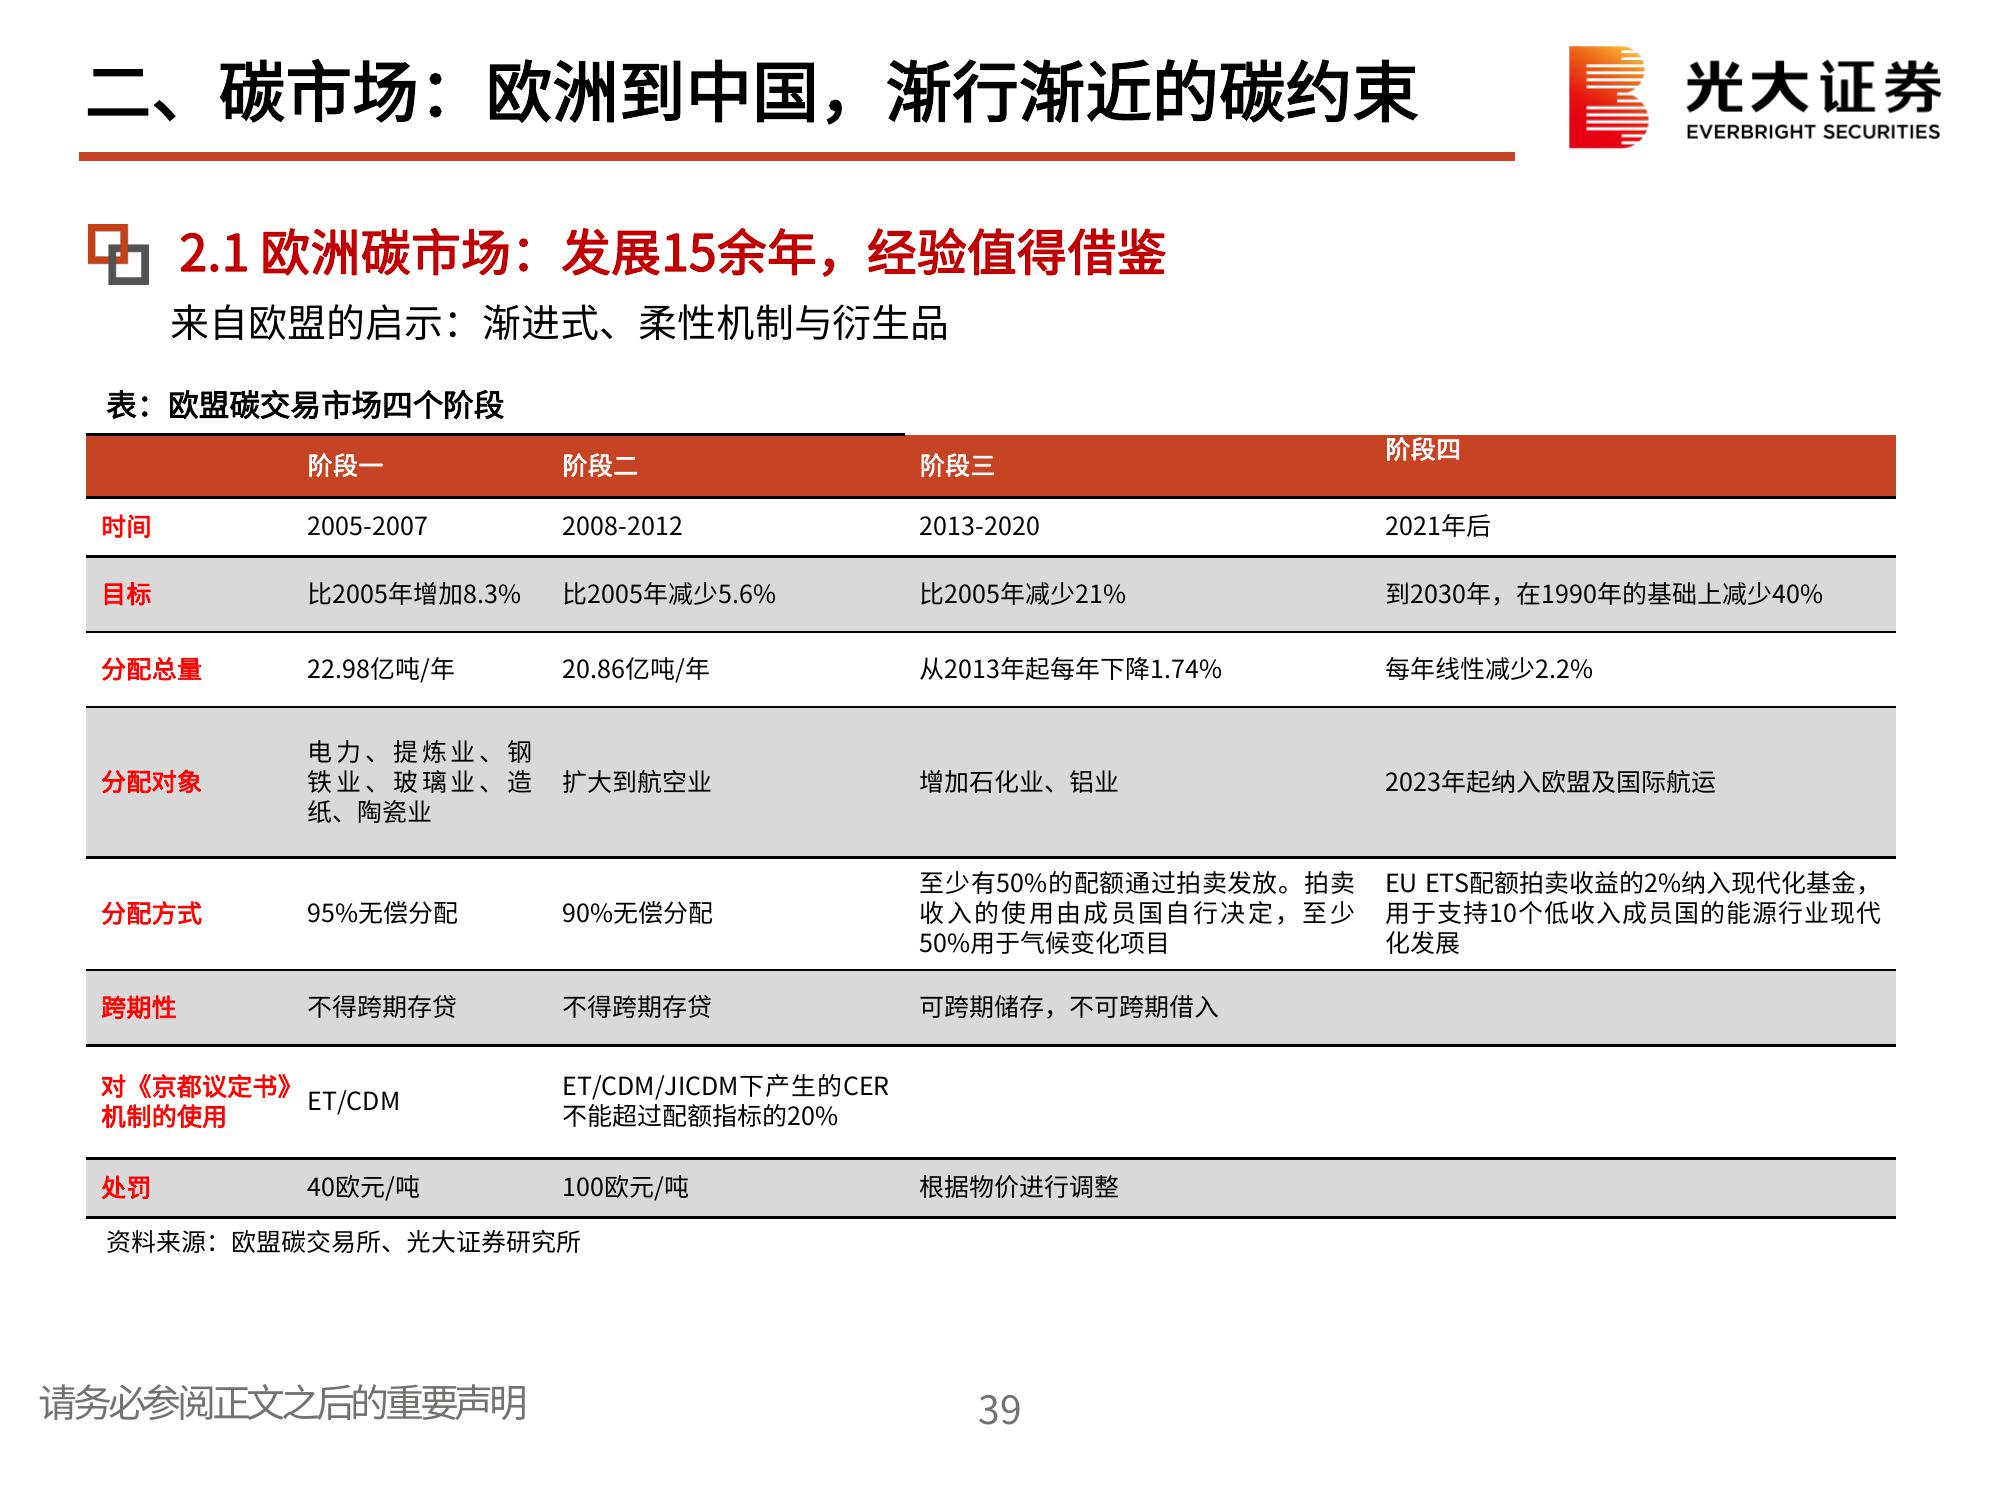 二、碳市场：欧洲到中国，渐行渐近的碳约束
光大证券
EVERBRIGHT SECURITIES
2.1 欧洲碳市场：发展15余年，经验值得借鉴
来自欧盟的启示：渐进式、柔性机制与衍生品
表：欧盟碳交易市场四个阶段
阶段一 阶段二 阶段三 阶段四
时间 2005-2007 2008-2012 2013-2020 2021年后
目标 比2005年增加8.3% 比2005年减少5.6% 比2005年减少21% 到2030年，在1990年的基础上减少40%
分配总量 22.98亿吨/年 20.86亿吨/年 从2013年起每年下降1.74% 每年线性减少2.2%
分配对象
电力、提炼业、钢
铁业、玻璃业、造
纸、陶瓷业
扩大到航空业
增加石化业、铝业
2023年起纳入欧盟及国际航运
分配方式
95%无偿分配
90%无偿分配
至少有50%的配额通过拍卖发放。拍卖
收入的使用由成员国自行决定，至少
50%用于气候变化项目
EU ETS配额拍卖收益的2%纳入现代化基金，
用于支持10个低收入成员国的能源行业现代
化发展
跨期性 不得跨期存贷 不得跨期存贷 可跨期储存，不可跨期借入
对《京都议定书》
机制的使用
ET/CDM
ET/CDM/JICDM下产生的CER
不能超过配额指标的20%
处罚 40欧元/吨 100欧元/吨 根据物价进行调整
资料来源：欧盟碳交易所、光大证券研究所
请务必参阅正文之后的重要声明
39